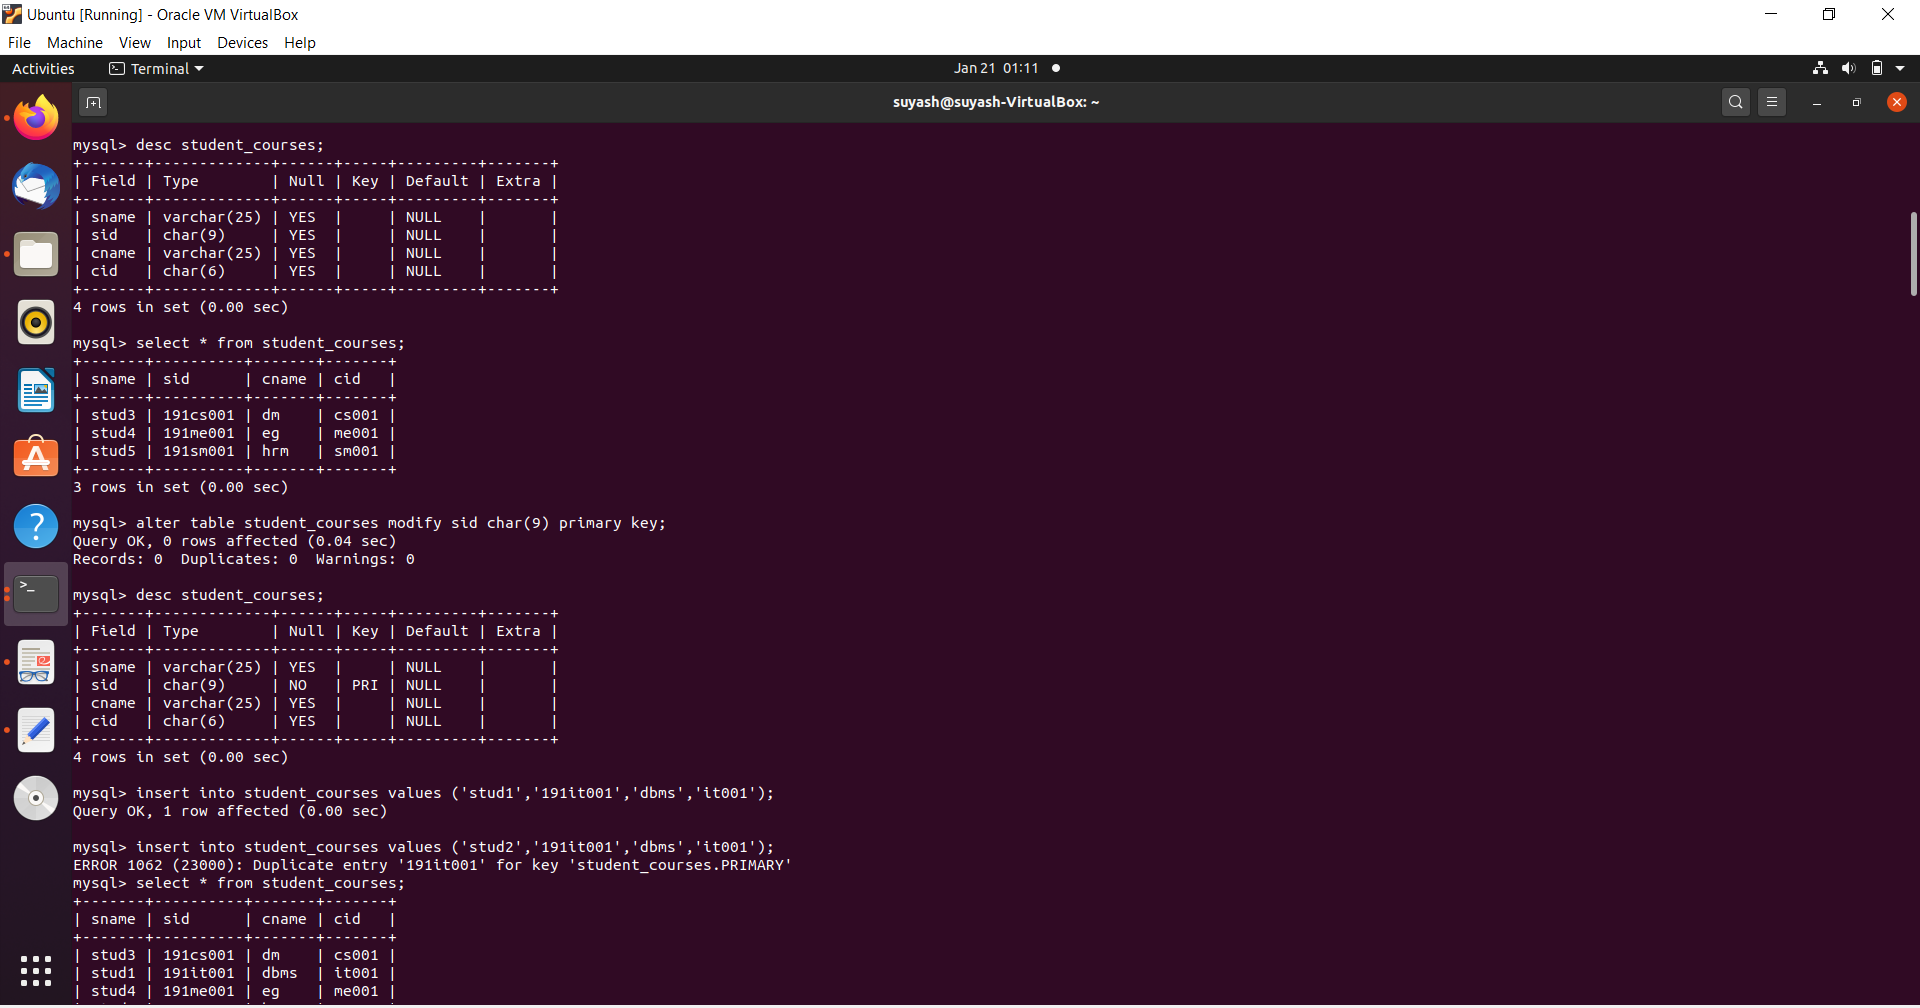 Ubuntu [Running] - Oracle VM VirtualBox
File Machine View Input Devices Help
Activities Terminal Jan 21 01:11
suyash@suyash-VirtualBox: ~
mysql> desc student_courses;
+-------+-------------+------+-----+---------+-------+
| Field | Type        | Null | Key | Default | Extra |
+-------+-------------+------+-----+---------+-------+
| sname | varchar(25) | YES  |     | NULL    |       |
| sid   | char(9)     | YES  |     | NULL    |       |
| cname | varchar(25) | YES  |     | NULL    |       |
| cid   | char(6)     | YES  |     | NULL    |       |
+-------+-------------+------+-----+---------+-------+
4 rows in set (0.00 sec)
mysql> select * from student_courses;
+-------+----------+-------+-------+
| sname | sid      | cname | cid   |
+-------+----------+-------+-------+
| stud3 | 191cs001 | dm    | cs001 |
| stud4 | 191me001 | eg    | me001 |
| stud5 | 191sm001 | hrm   | sm001 |
+-------+----------+-------+-------+
3 rows in set (0.00 sec)
mysql> alter table student_courses modify sid char(9) primary key;
Query OK, 0 rows affected (0.04 sec)
Records: 0  Duplicates: 0  Warnings: 0
mysql> desc student_courses;
+-------+-------------+------+-----+---------+-------+
| Field | Type        | Null | Key | Default | Extra |
+-------+-------------+------+-----+---------+-------+
| sname | varchar(25) | YES  |     | NULL    |       |
| sid   | char(9)     | NO   | PRI | NULL    |       |
| cname | varchar(25) | YES  |     | NULL    |       |
| cid   | char(6)     | YES  |     | NULL    |       |
+-------+-------------+------+-----+---------+-------+
4 rows in set (0.00 sec)
mysql> insert into student_courses values ('stud1','191it001','dbms','it001');
Query OK, 1 row affected (0.00 sec)
mysql> insert into student_courses values ('stud2','191it001','dbms','it001');
ERROR 1062 (23000): Duplicate entry '191it001' for key 'student_courses.PRIMARY'
mysql> select * from student_courses;
+-------+----------+-------+-------+
| sname | sid      | cname | cid   |
+-------+----------+-------+-------+
| stud3 | 191cs001 | dm    | cs001 |
| stud1 | 191it001 | dbms  | it001 |
| stud4 | 191me001 | eg    | me001 |